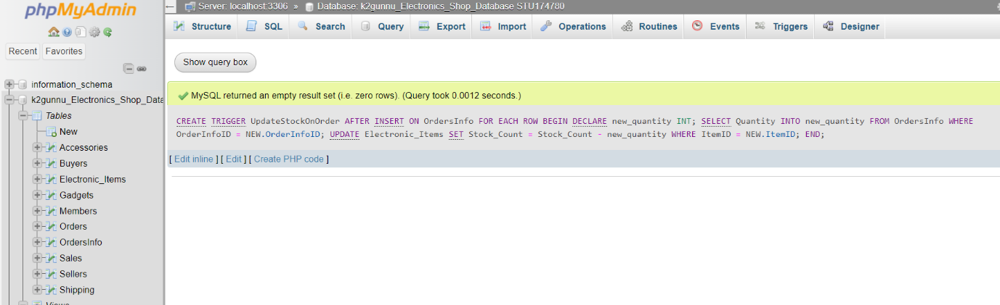 phpMyAdmin
Recent Favorites
information_schema
k2gunnu_Electronics_Shop_Data
Tables
New
Accessories
Buyers
Electronic_Items
Gadgets
Members
Orders
OrdersInfo
Sales
Sellers
Shipping
Views
Server: localhost:3306 » Database: k2gunnu_Electronics_Shop_Database STU174780
Structure SQL Search Query Export Import Operations Routines Events Triggers Designer
Show query box
MySQL returned an empty result set (i.e. zero rows). (Query took 0.0012 seconds.)
CREATE TRIGGER UpdateStockOnOrder AFTER INSERT ON OrdersInfo FOR EACH ROW BEGIN DECLARE new_quantity INT; SELECT Quantity INTO new_quantity FROM OrdersInfo WHERE
OrderInfoID = NEW.OrderInfoID; UPDATE Electronic_Items SET Stock_Count = Stock_Count - new_quantity WHERE ItemID = NEW.ItemID; END;
[ Edit inline ] [ Edit ] [ Create PHP code ]